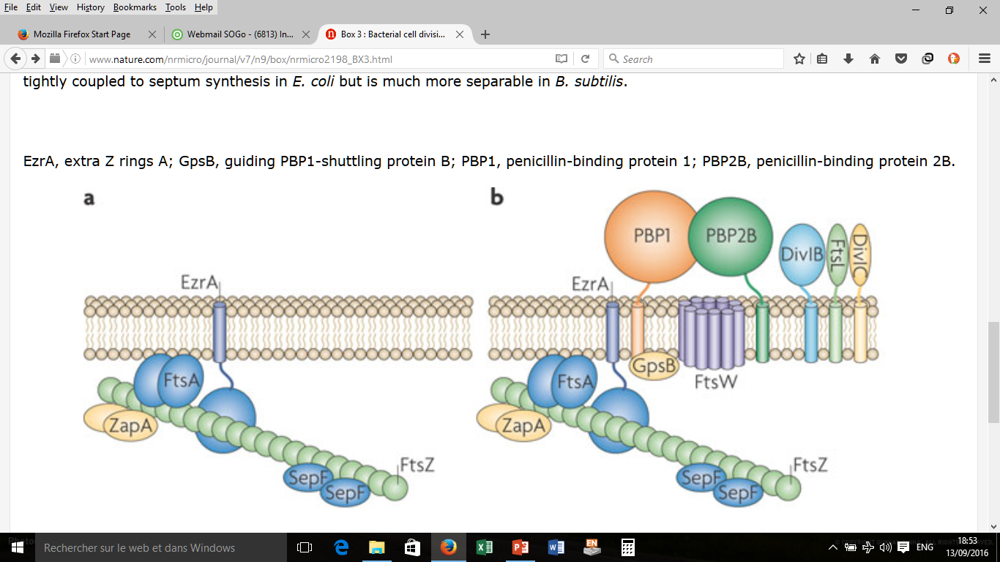 File Edit View History Bookmarks Tools Help
Mozilla Firefox Start Page
Webmail SOGo - (6813) In...
Box 3 : Bacterial cell divisi...
www.nature.com/nrmicro/journal/v7/n9/box/nrmicro2198_BX3.html
Search
tightly coupled to septum synthesis in E. coli but is much more separable in B. subtilis.
EzrA, extra Z rings A; GpsB, guiding PBP1-shuttling protein B; PBP1, penicillin-binding protein 1; PBP2B, penicillin-binding protein 2B.
a
EzrA
FtsA
ZapA
SepF
SepF
FtsZ
b
PBP1
PBP2B
DivIB
FtsL
DivIC
EzrA
GpsB
FtsW
FtsA
ZapA
SepF
SepF
FtsZ
Rechercher sur le web et dans Windows
EN
ENG
18:53
13/09/2016